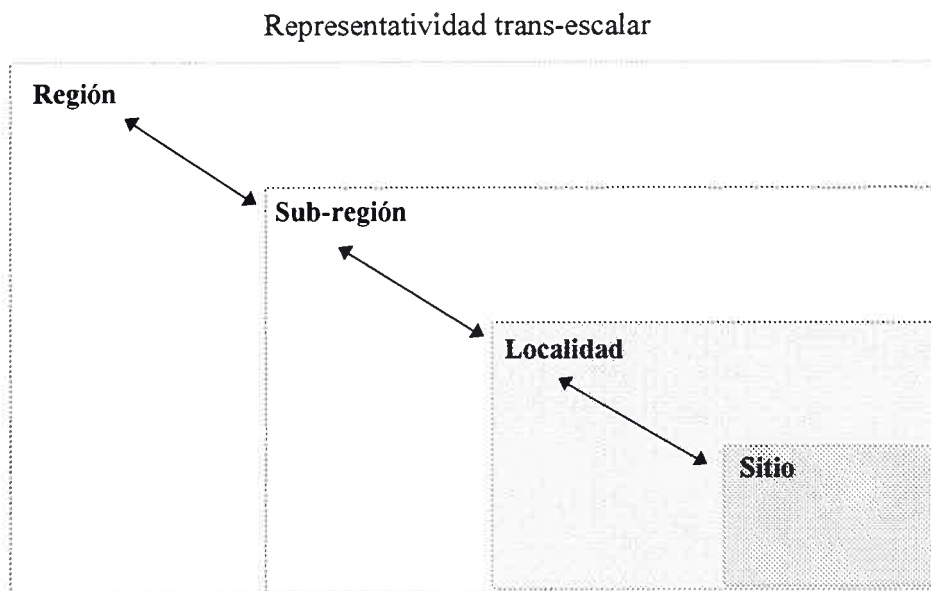 Representatividad trans-escalar
Región
Sub-región
Localidad
Sitio